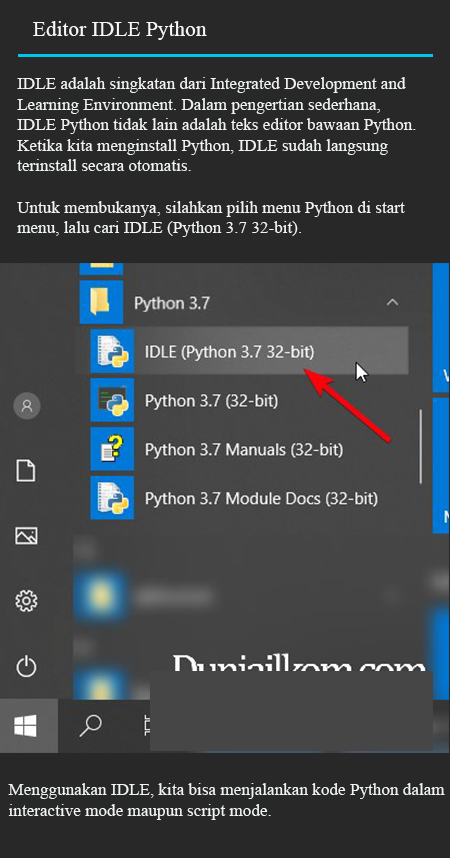 Editor IDLE Python
IDLE adalah singkatan dari Integrated Development and
Learning Environment. Dalam pengertian sederhana,
IDLE Python tidak lain adalah teks editor bawaan Python.
Ketika kita menginstall Python, IDLE sudah langsung
terinstall secara otomatis.
Untuk membukanya, silahkan pilih menu Python di start
menu, lalu cari IDLE (Python 3.7 32-bit).
Python 3.7
IDLE (Python 3.7 32-bit)
Python 3.7 (32-bit)
Python 3.7 Manuals (32-bit)
Python 3.7 Module Docs (32-bit)
Duniailkom.com
Menggunakan IDLE, kita bisa menjalankan kode Python dalam
interactive mode maupun script mode.